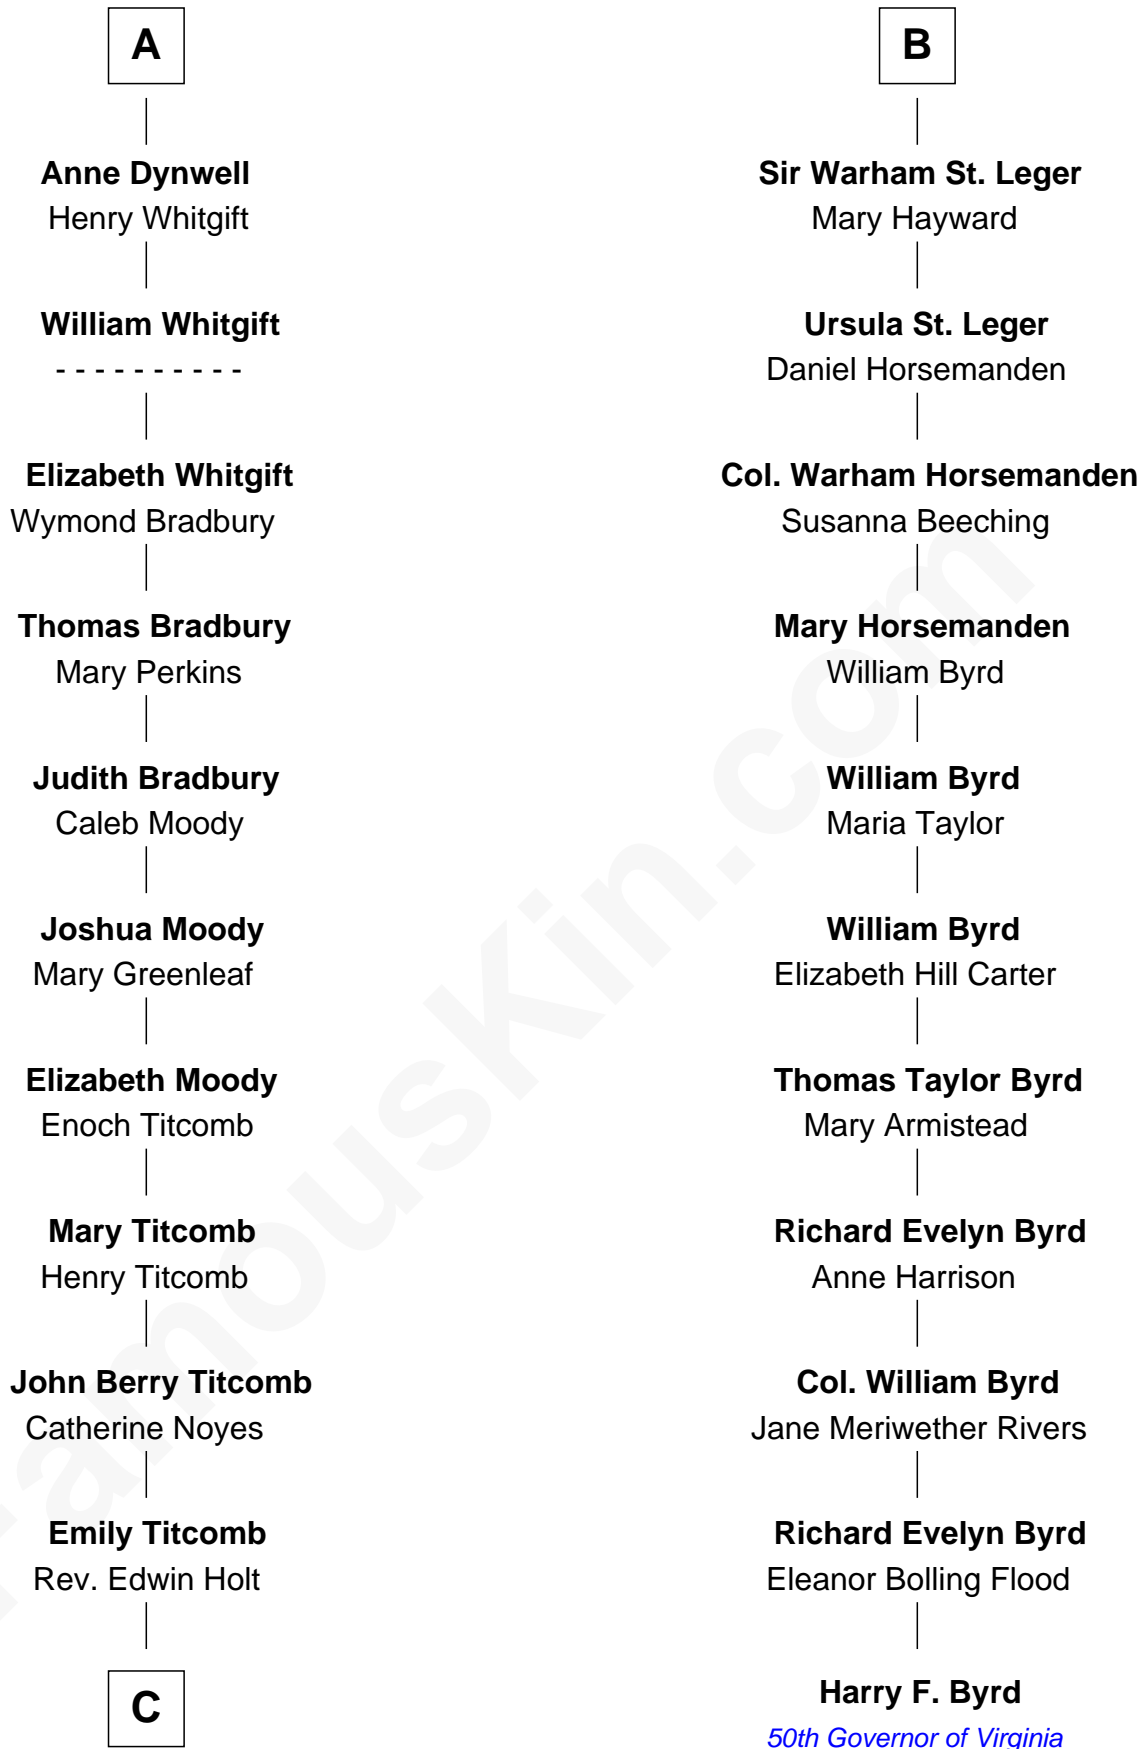 A
Anne Dynwell
Henry Whitgift
William Whitgift
- - - - - - - - - -
Elizabeth Whitgift
Wymond Bradbury
Thomas Bradbury
Mary Perkins
Judith Bradbury
Caleb Moody
Joshua Moody
Mary Greenleaf
Elizabeth Moody
Enoch Titcomb
Mary Titcomb
Henry Titcomb
John Berry Titcomb
Catherine Noyes
Emily Titcomb
Rev. Edwin Holt
C
B
Sir Warham St. Leger
Mary Hayward
Ursula St. Leger
Daniel Horsemanden
Col. Warham Horsemanden
Susanna Beeching
Mary Horsemanden
William Byrd
William Byrd
Maria Taylor
William Byrd
Elizabeth Hill Carter
Thomas Taylor Byrd
Mary Armistead
Richard Evelyn Byrd
Anne Harrison
Col. William Byrd
Jane Meriwether Rivers
Richard Evelyn Byrd
Eleanor Bolling Flood
Harry F. Byrd
50th Governor of Virginia
FamousKin.com